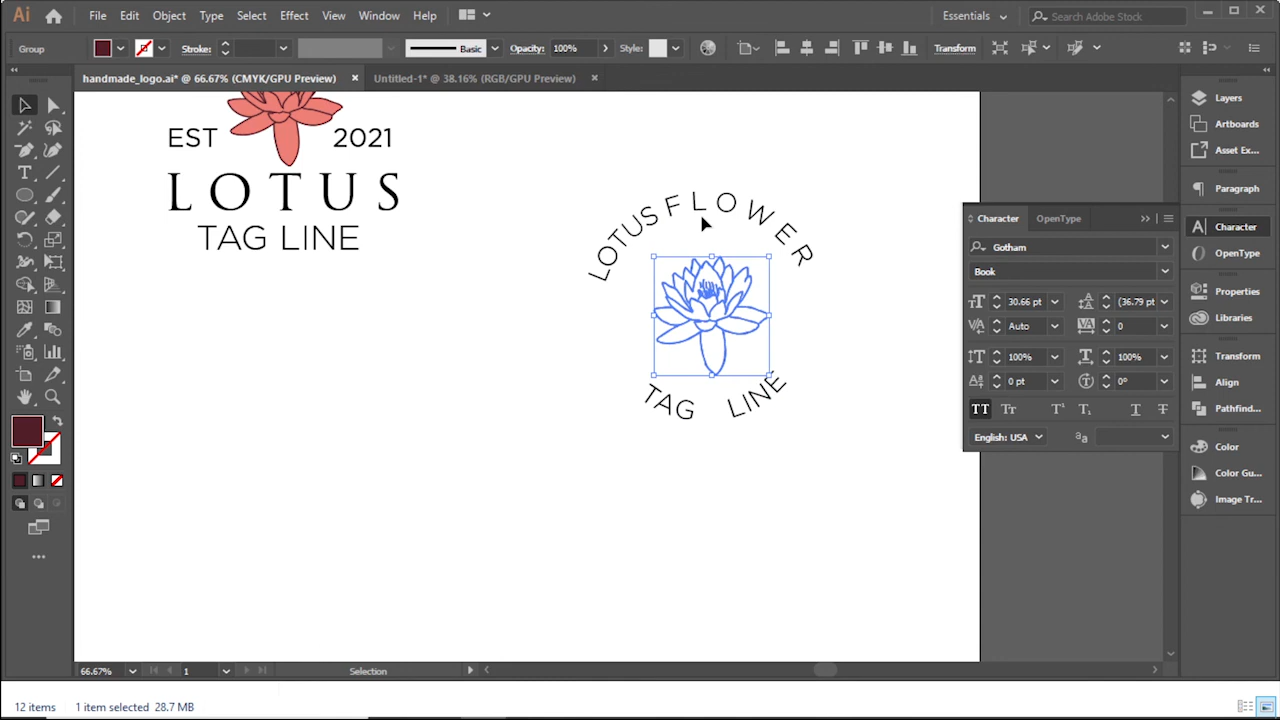 Ai File Edit Object Type Select Effect View Window Help Essentials Search Adobe Stock
Group Stroke: Basic Opacity: 100% Style: Transform
handmade_logo.ai* @ 66.67% (CMYK/GPU Preview) × Untitled-1* @ 38.16% (RGB/GPU Preview) ×
EST 2021
LOTUS
TAG LINE
LOTUS FLOWER
TAG LINE
Character OpenType
Gotham
Book
30.66 pt (36.79 pt
Auto 0
100% 100%
0 pt 0°
English: USA
Layers
Artboards
Asset Ex...
Paragraph
Character
OpenType
Properties
Libraries
Transform
Align
Pathfind...
Color
Color Gu...
Image Tr...
66.67% 1 Selection
12 items 1 item selected 28.7 MB